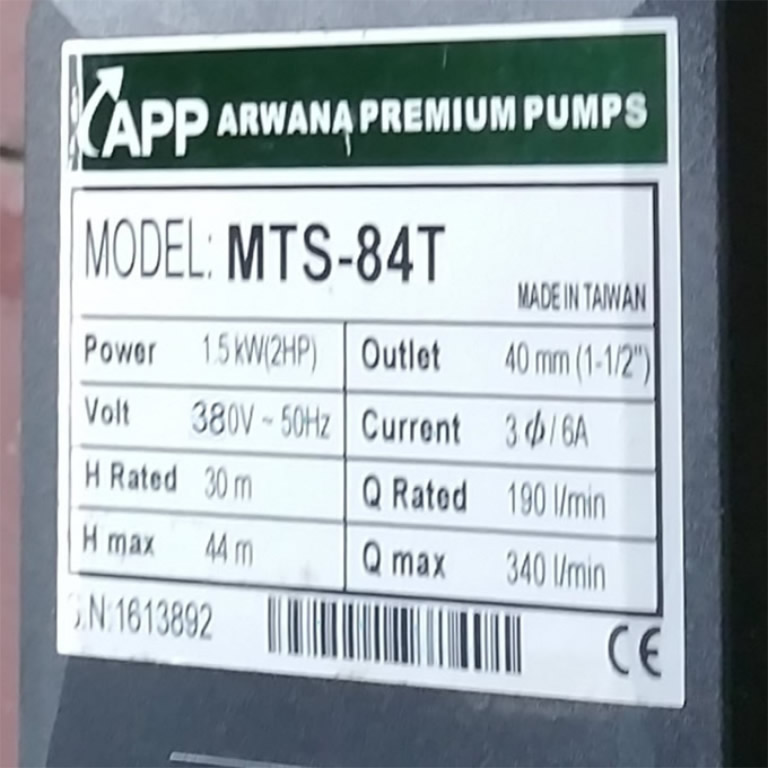 APP ARWANA PREMIUM PUMPS
MODEL: MTS-84T
MADE IN TAIWAN
Power 1.5 kW(2HP) Outlet 40 mm (1-1/2")
Volt 380V ~ 50Hz Current 3 ϕ / 6A
H Rated 30 m Q Rated 190 l/min
H max 44 m Q max 340 l/min
S.N:1613892 CE